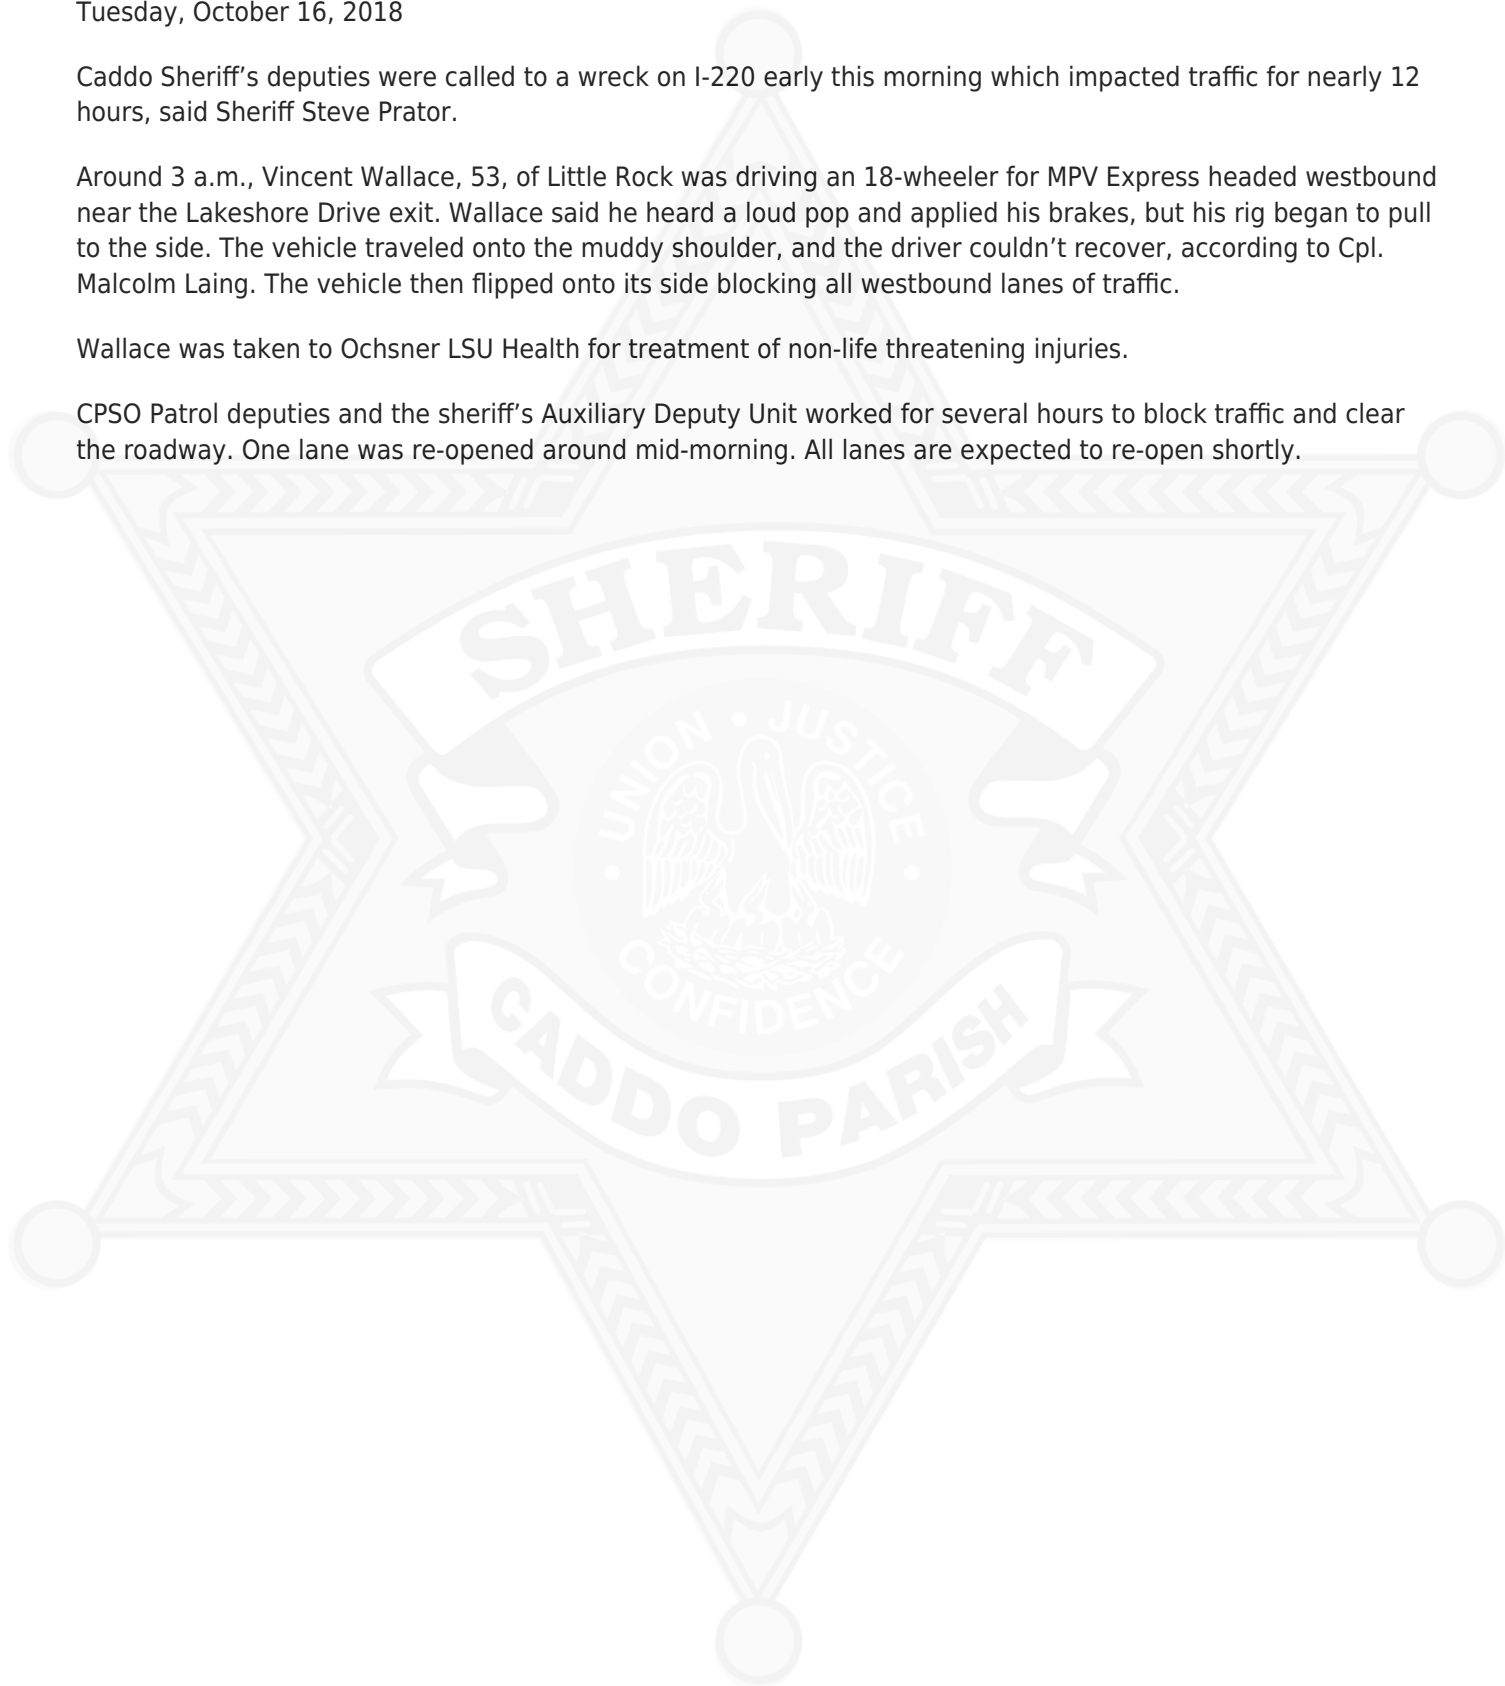 Tuesday, October 16, 2018
Caddo Sheriff’s deputies were called to a wreck on I-220 early this morning which impacted traffic for nearly 12
hours, said Sheriff Steve Prator.
Around 3 a.m., Vincent Wallace, 53, of Little Rock was driving an 18-wheeler for MPV Express headed westbound
near the Lakeshore Drive exit. Wallace said he heard a loud pop and applied his brakes, but his rig began to pull
to the side. The vehicle traveled onto the muddy shoulder, and the driver couldn’t recover, according to Cpl.
Malcolm Laing. The vehicle then flipped onto its side blocking all westbound lanes of traffic.
Wallace was taken to Ochsner LSU Health for treatment of non-life threatening injuries.
CPSO Patrol deputies and the sheriff’s Auxiliary Deputy Unit worked for several hours to block traffic and clear
the roadway. One lane was re-opened around mid-morning. All lanes are expected to re-open shortly.
SHERIFF
UNION • JUSTICE
• CONFIDENCE •
CADDO PARISH